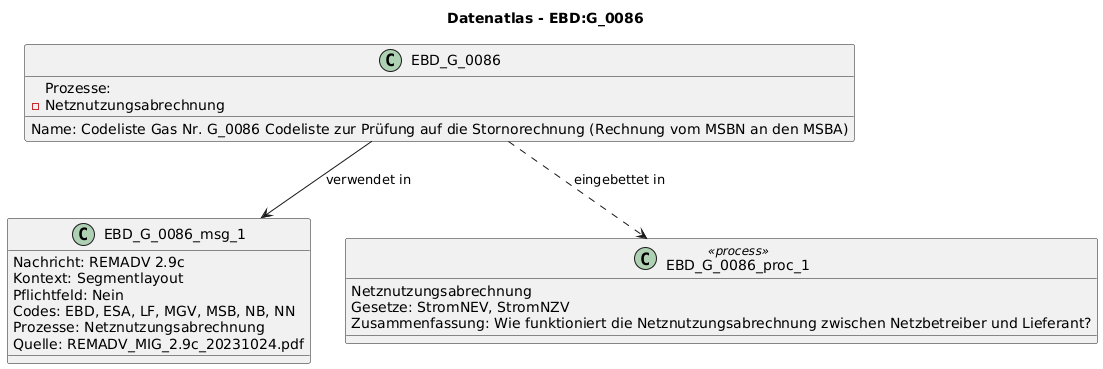 Datenatlas - EBD:G_0086
C EBD_G_0086
Prozesse:
Netznutzungsabrechnung
Name: Codeliste Gas Nr. G_0086 Codeliste zur Prüfung auf die Stornorechnung (Rechnung vom MSBN an den MSBA)
verwendet in
eingebettet in
C EBD_G_0086_msg_1
Nachricht: REMADV 2.9c
Kontext: Segmentlayout
Pflichtfeld: Nein
Codes: EBD, ESA, LF, MGV, MSB, NB, NN
Prozesse: Netznutzungsabrechnung
Quelle: REMADV_MIG_2.9c_20231024.pdf
C «process»
EBD_G_0086_proc_1
Netznutzungsabrechnung
Gesetze: StromNEV, StromNZV
Zusammenfassung: Wie funktioniert die Netznutzungsabrechnung zwischen Netzbetreiber und Lieferant?